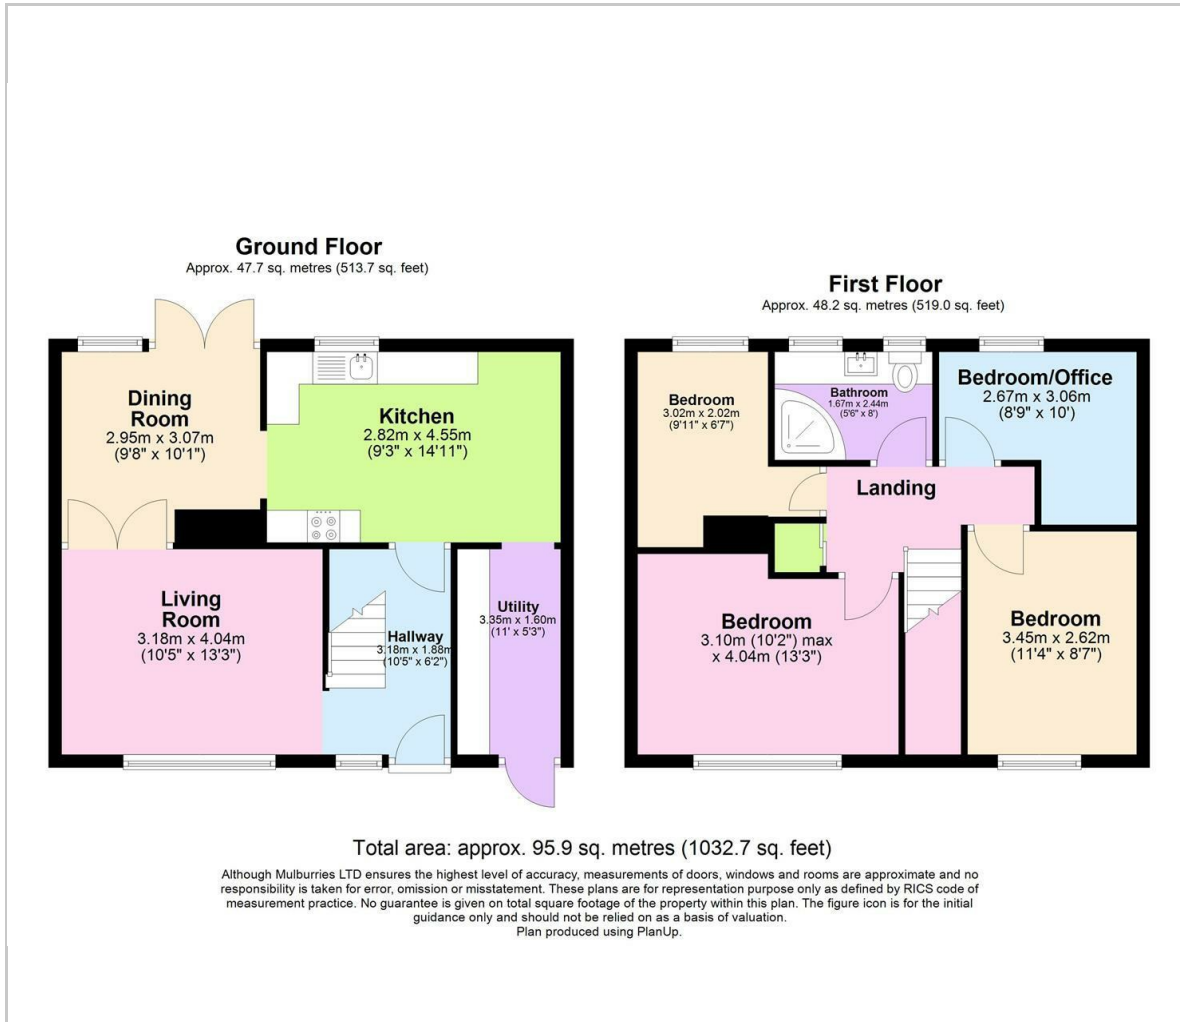 Ground Floor
Approx. 47.7 sq. metres (513.7 sq. feet)
Dining
Room
2.95m x 3.07m
(9'8" x 10'1")
Kitchen
2.82m x 4.55m
(9'3" x 14'11")
Living
Room
3.18m x 4.04m
(10'5" x 13'3")
Hallway
3.18m x 1.88m
(10'5" x 6'2")
Utility
3.35m x 1.60m
(11' x 5'3")
First Floor
Approx. 48.2 sq. metres (519.0 sq. feet)
Bedroom
3.02m x 2.02m
(9'11" x 6'7")
Bathroom
1.67m x 2.44m
(5'6" x 8')
Bedroom/Office
2.67m x 3.06m
(8'9" x 10')
Landing
Bedroom
3.10m (10'2") max
x 4.04m (13'3")
Bedroom
3.45m x 2.62m
(11'4" x 8'7")
Total area: approx. 95.9 sq. metres (1032.7 sq. feet)
Although Mulburries LTD ensures the highest level of accuracy, measurements of doors, windows and rooms are approximate and no
responsibility is taken for error, omission or misstatement. These plans are for representation purpose only as defined by RICS code of
measurement practice. No guarantee is given on total square footage of the property within this plan. The figure icon is for the initial
guidance only and should not be relied on as a basis of valuation.
Plan produced using PlanUp.